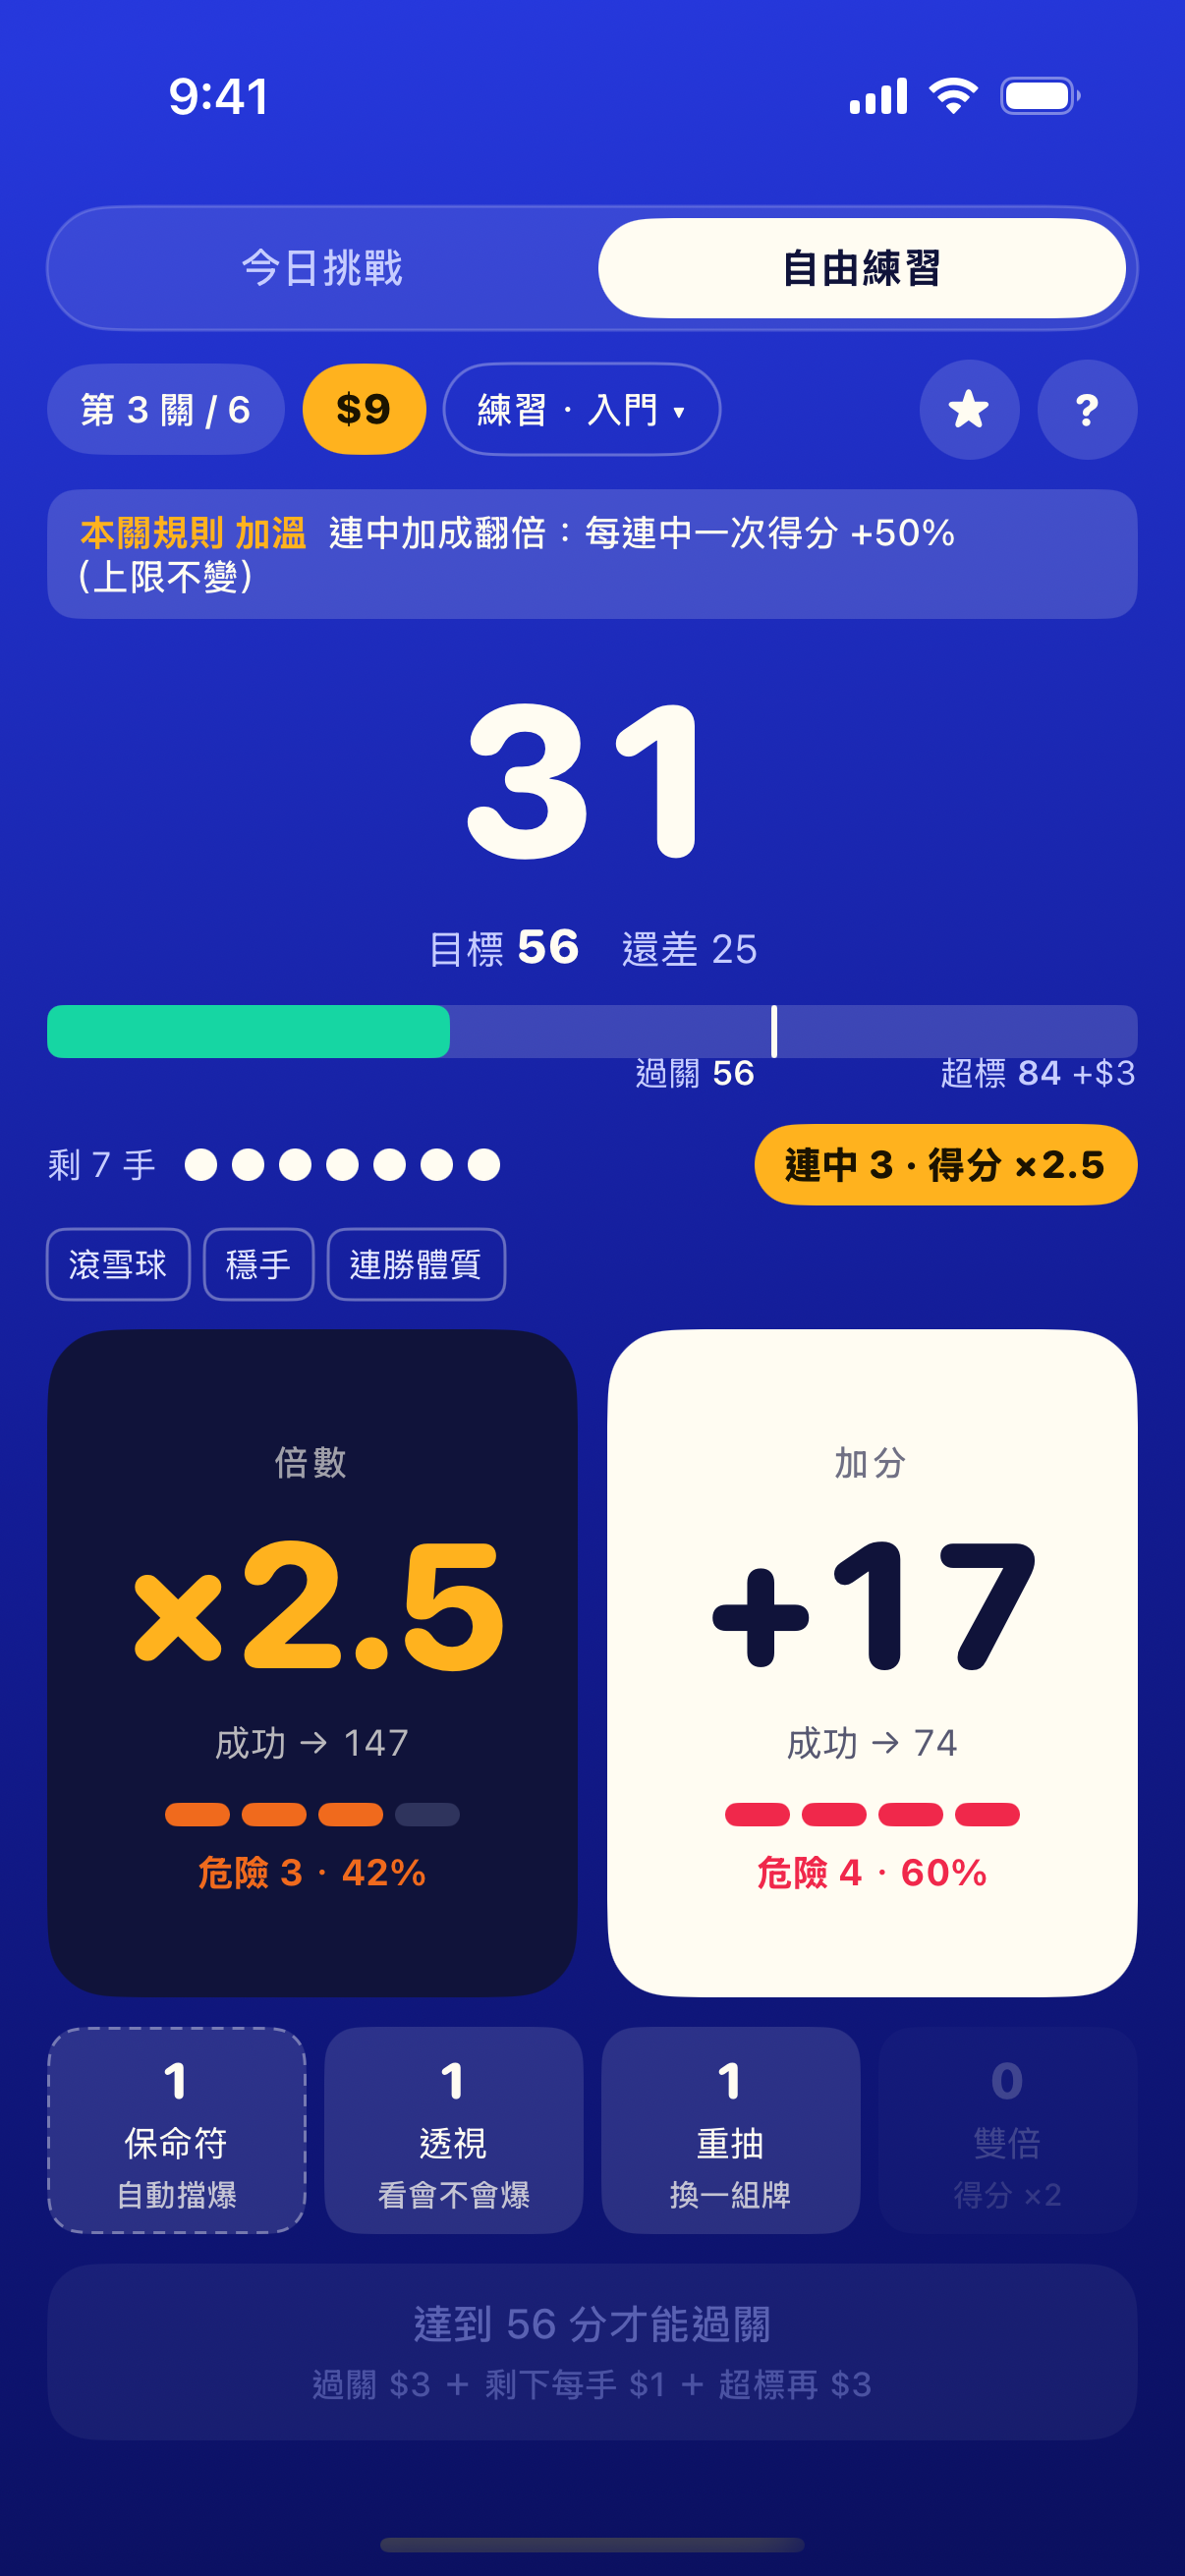 9:41
今日挑戰 自由練習
第 3 關 / 6 $9 練習 · 入門 ▾ ★ ?
本關規則 加溫 連中加成翻倍：每連中一次得分 +50%
(上限不變)
31
目標 56 還差 25
過關 56 超標 84 +$3
剩 7 手 連中 3 · 得分 ×2.5
滾雪球 穩手 連勝體質
倍數
×2.5
成功 → 147
危險 3 · 42%
加分
+17
成功 → 74
危險 4 · 60%
1
保命符
自動擋爆
1
透視
看會不會爆
1
重抽
換一組牌
0
雙倍
得分 ×2
達到 56 分才能過關
過關 $3 + 剩下每手 $1 + 超標再 $3